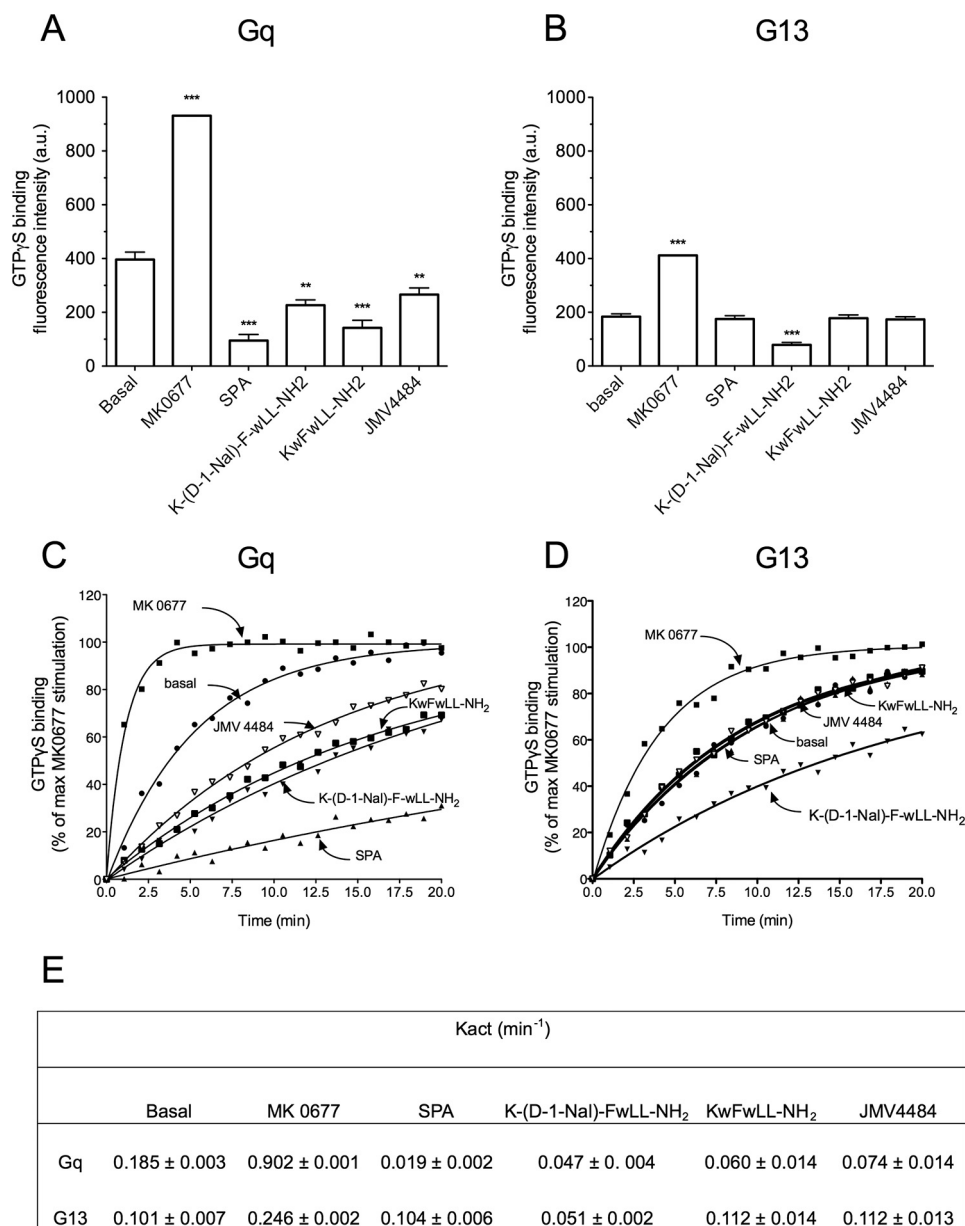 A
Gq
B
G13
GTPγS binding
fluorescence intensity (a.u.)
1000
800
600
400
200
0
***
***
**
***
**
Basal
MK0677
SPA
K-(D-1-Nal)-F-wLL-NH2
KwFwLL-NH2
JMV4484
GTPγS binding
fluorescence intensity (a.u.)
1000
800
600
400
200
0
***
***
basal
MK0677
SPA
K-(D-1-Nal)-F-wLL-NH2
KwFwLL-NH2
JMV4484
C
Gq
D
G13
GTPγS binding
(% of max MK0677 stimulation)
120
100
80
60
40
20
0
MK 0677
basal
JMV 4484
KwFwLL-NH2
K-(D-1-Nal)-F-wLL-NH2
SPA
0.0 2.5 5.0 7.5 10.0 12.5 15.0 17.5 20.0
Time (min)
GTPγS binding
(% of max MK0677 stimulation)
120
100
80
60
40
20
0
MK 0677
KwFwLL-NH2
JMV 4484
basal
SPA
K-(D-1-Nal)-F-wLL-NH2
0.0 2.5 5.0 7.5 10.0 12.5 15.0 17.5 20.0
Time (min)
E
Kact (min-1)
Basal MK 0677 SPA K-(D-1-Nal)-FwLL-NH2 KwFwLL-NH2 JMV4484
Gq 0.185 ± 0.003 0.902 ± 0.001 0.019 ± 0.002 0.047 ± 0. 004 0.060 ± 0.014 0.074 ± 0.014
G13 0.101 ± 0.007 0.246 ± 0.002 0.104 ± 0.006 0.051 ± 0.002 0.112 ± 0.014 0.112 ± 0.013